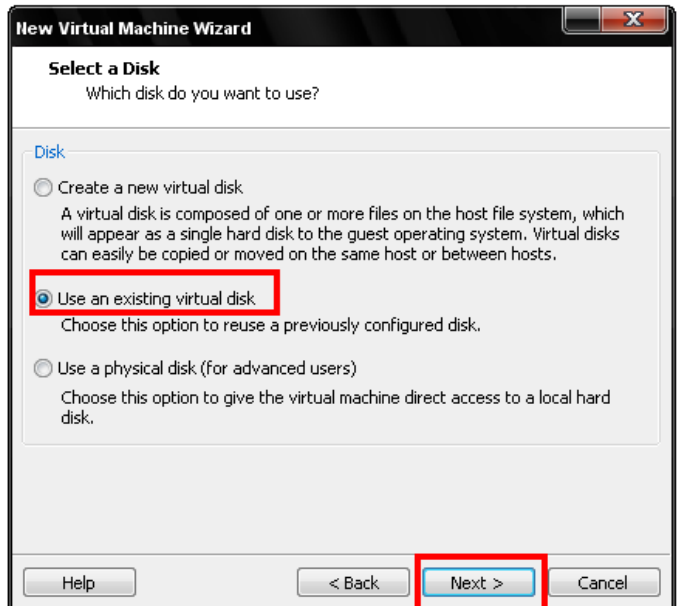 New Virtual Machine Wizard
Select a Disk
Which disk do you want to use?
Disk
Create a new virtual disk
A virtual disk is composed of one or more files on the host file system, which
will appear as a single hard disk to the guest operating system. Virtual disks
can easily be copied or moved on the same host or between hosts.
Use an existing virtual disk
Choose this option to reuse a previously configured disk.
Use a physical disk (for advanced users)
Choose this option to give the virtual machine direct access to a local hard
disk.
Help < Back Next > Cancel